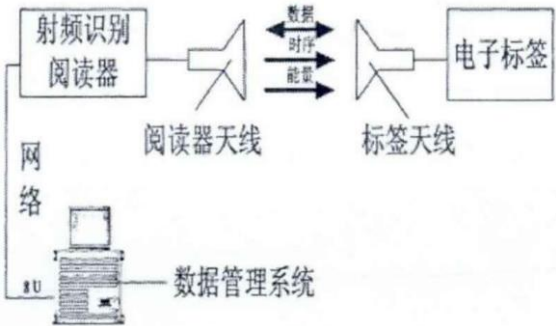 射频识别
阅读器
数据
时序
能量
电子标签
阅读器天线
标签天线
网
络
数据管理系统